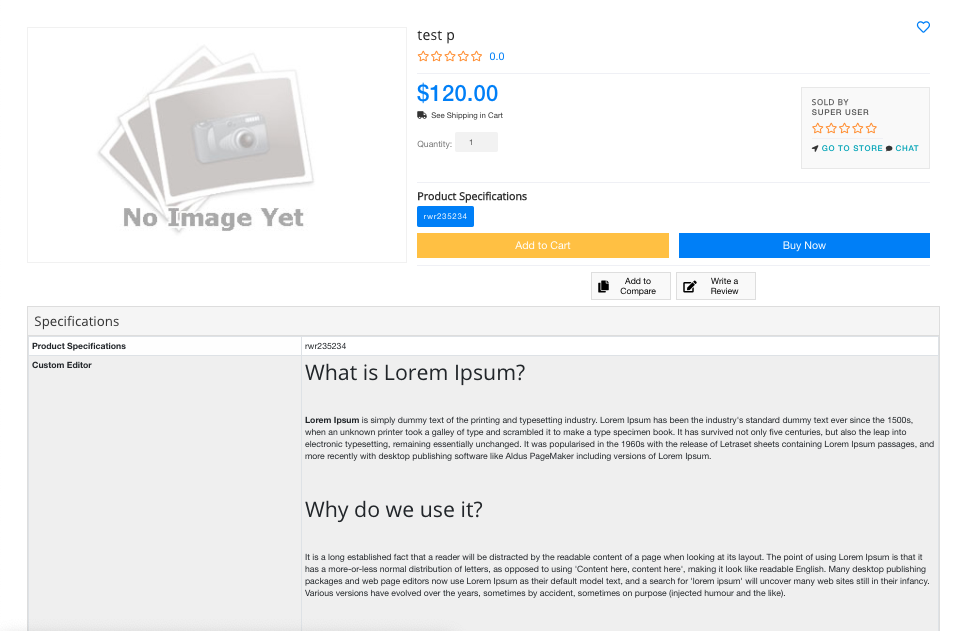 No Image Yet
test p
0.0
$120.00
See Shipping in Cart
Quantity: 1
SOLD BY
SUPER USER
GO TO STORE CHAT
Product Specifications
rwr235234
Add to Cart
Buy Now
Add to
Compare
Write a
Review
Specifications
Product Specifications rwr235234
Custom Editor
What is Lorem Ipsum?
Lorem Ipsum is simply dummy text of the printing and typesetting industry. Lorem Ipsum has been the industry's standard dummy text ever since the 1500s,
when an unknown printer took a galley of type and scrambled it to make a type specimen book. It has survived not only five centuries, but also the leap into
electronic typesetting, remaining essentially unchanged. It was popularised in the 1960s with the release of Letraset sheets containing Lorem Ipsum passages, and
more recently with desktop publishing software like Aldus PageMaker including versions of Lorem Ipsum.
Why do we use it?
It is a long established fact that a reader will be distracted by the readable content of a page when looking at its layout. The point of using Lorem Ipsum is that it
has a more-or-less normal distribution of letters, as opposed to using 'Content here, content here', making it look like readable English. Many desktop publishing
packages and web page editors now use Lorem Ipsum as their default model text, and a search for 'lorem ipsum' will uncover many web sites still in their infancy.
Various versions have evolved over the years, sometimes by accident, sometimes on purpose (injected humour and the like).